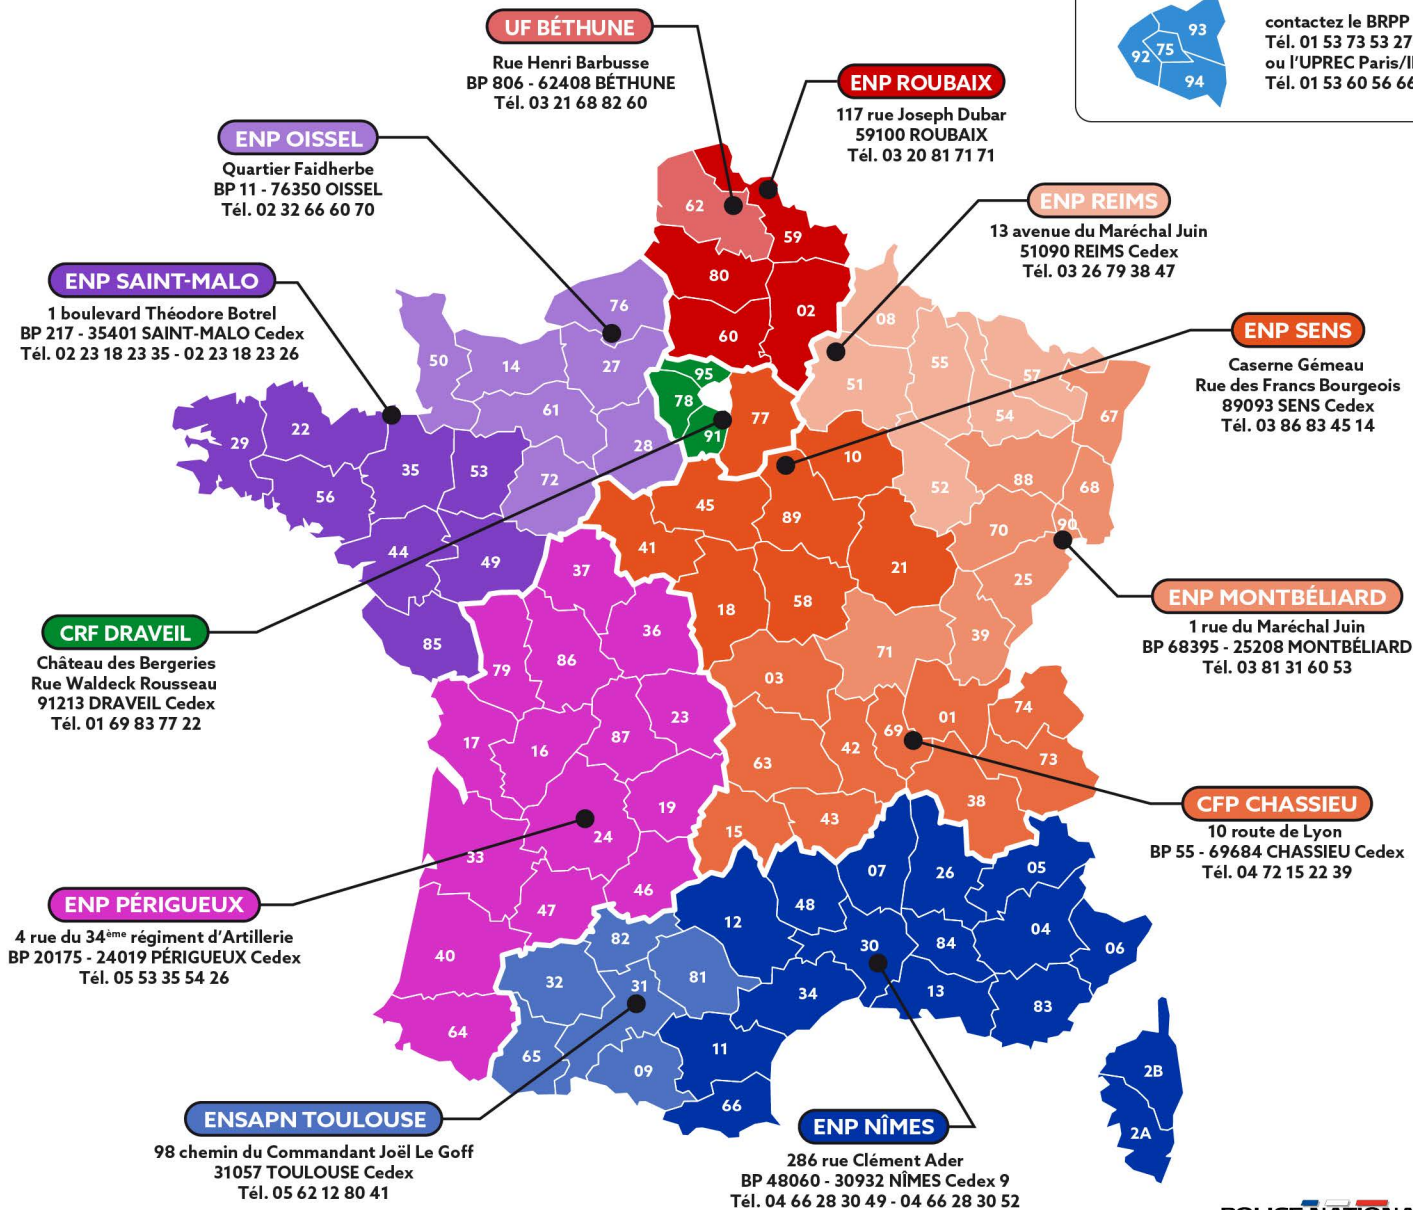 UF BÉTHUNE
Rue Henri Barbusse
BP 806 - 62408 BÉTHUNE
Tél. 03 21 68 82 60
93
92
75
94
contactez le BRPP
Tél. 01 53 73 53 27
ou l'UPREC Paris/I
Tél. 01 53 60 56 66
ENP ROUBAIX
117 rue Joseph Dubar
59100 ROUBAIX
Tél. 03 20 81 71 71
ENP OISSEL
Quartier Faidherbe
BP 11 - 76350 OISSEL
Tél. 02 32 66 60 70
ENP REIMS
13 avenue du Maréchal Juin
51090 REIMS Cedex
Tél. 03 26 79 38 47
ENP SAINT-MALO
1 boulevard Théodore Botrel
BP 217 - 35401 SAINT-MALO Cedex
Tél. 02 23 18 23 35 - 02 23 18 23 26
ENP SENS
Caserne Gémeau
Rue des Francs Bourgeois
89093 SENS Cedex
Tél. 03 86 83 45 14
62
59
80
76
02
08
60
50
14
27
55
95
57
51
78
61
77
54
67
91
22
29
28
10
35
53
72
88
68
52
56
45
89
70
90
44
41
49
21
37
25
58
18
36
39
85
71
86
79
03
74
23
01
69
17
87
42
16
73
63
19
38
43
15
24
33
07
05
26
46
48
47
12
04
82
30
84
06
40
81
32
31
34
13
83
64
11
65
09
2B
66
2A
ENP MONTBÉLIARD
1 rue du Maréchal Juin
BP 68395 - 25208 MONTBÉLIARD
Tél. 03 81 31 60 53
CRF DRAVEIL
Château des Bergeries
Rue Waldeck Rousseau
91213 DRAVEIL Cedex
Tél. 01 69 83 77 22
CFP CHASSIEU
10 route de Lyon
BP 55 - 69684 CHASSIEU Cedex
Tél. 04 72 15 22 39
ENP PÉRIGUEUX
4 rue du 34ème régiment d'Artillerie
BP 20175 - 24019 PÉRIGUEUX Cedex
Tél. 05 53 35 54 26
ENSAPN TOULOUSE
98 chemin du Commandant Joël Le Goff
31057 TOULOUSE Cedex
Tél. 05 62 12 80 41
ENP NÎMES
286 rue Clément Ader
BP 48060 - 30932 NÎMES Cedex 9
Tél. 04 66 28 30 49 - 04 66 28 30 52